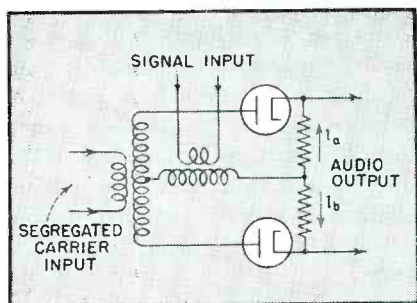 SIGNAL INPUT
Ia
AUDIO
OUTPUT
Ib
SEGREGATED
CARRIER
INPUT